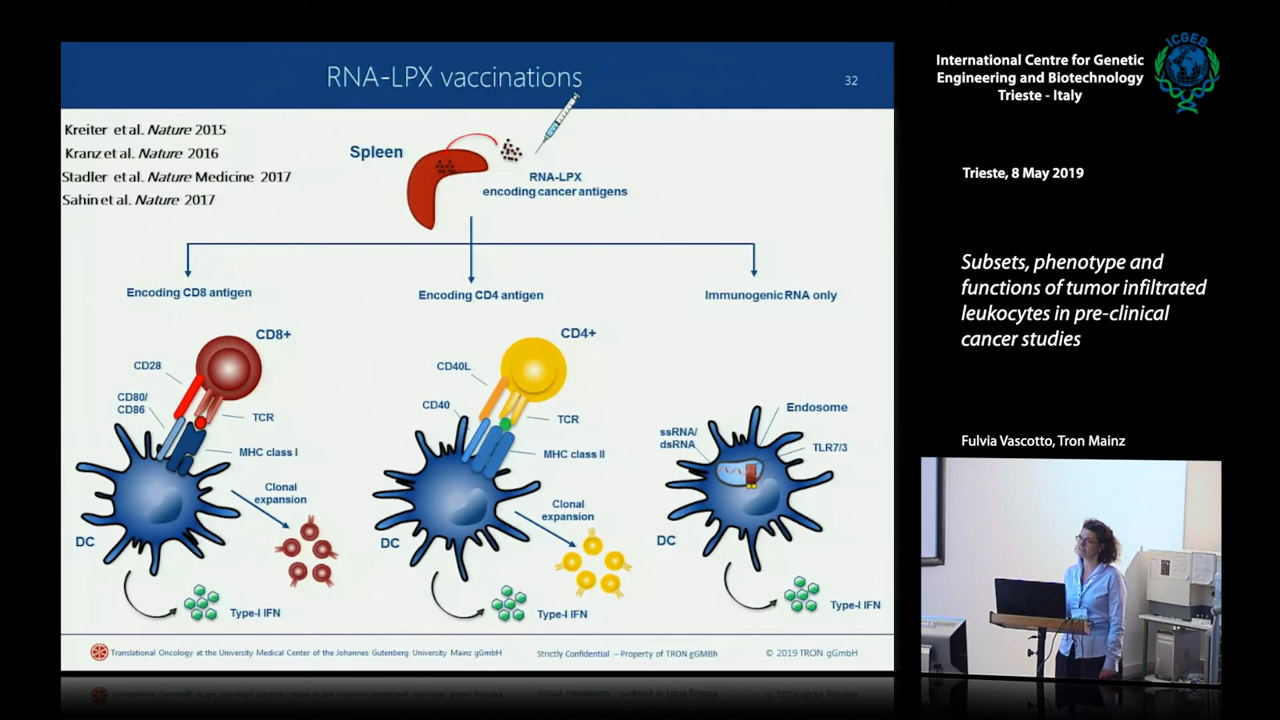 RNA-LPX vaccinations
32
Kreiter et al. Nature 2015
Kranz et al. Nature 2016
Stadler et al. Nature Medicine 2017
Sahin et al. Nature 2017
Spleen
RNA-LPX
encoding cancer antigens
Encoding CD8 antigen
Encoding CD4 antigen
Immunogenic RNA only
CD8+
CD28
CD80/
CD86
TCR
MHC class I
Clonal
expansion
DC
Type-I IFN
CD4+
CD40L
CD40
TCR
MHC class II
Clonal
expansion
DC
Type-I IFN
Endosome
ssRNA/
dsRNA
TLR7/3
DC
Type-I IFN
Translational Oncology at the University Medical Center of the Johannes Gutenberg University Mainz gGmbH
Strictly Confidential – Property of TRON gGMBh
© 2019 TRON gGmbH
International Centre for Genetic
Engineering and Biotechnology
Trieste - Italy
ICGEB
Trieste, 8 May 2019
Subsets, phenotype and
functions of tumor infiltrated
leukocytes in pre-clinical
cancer studies
Fulvia Vascotto, Tron Mainz